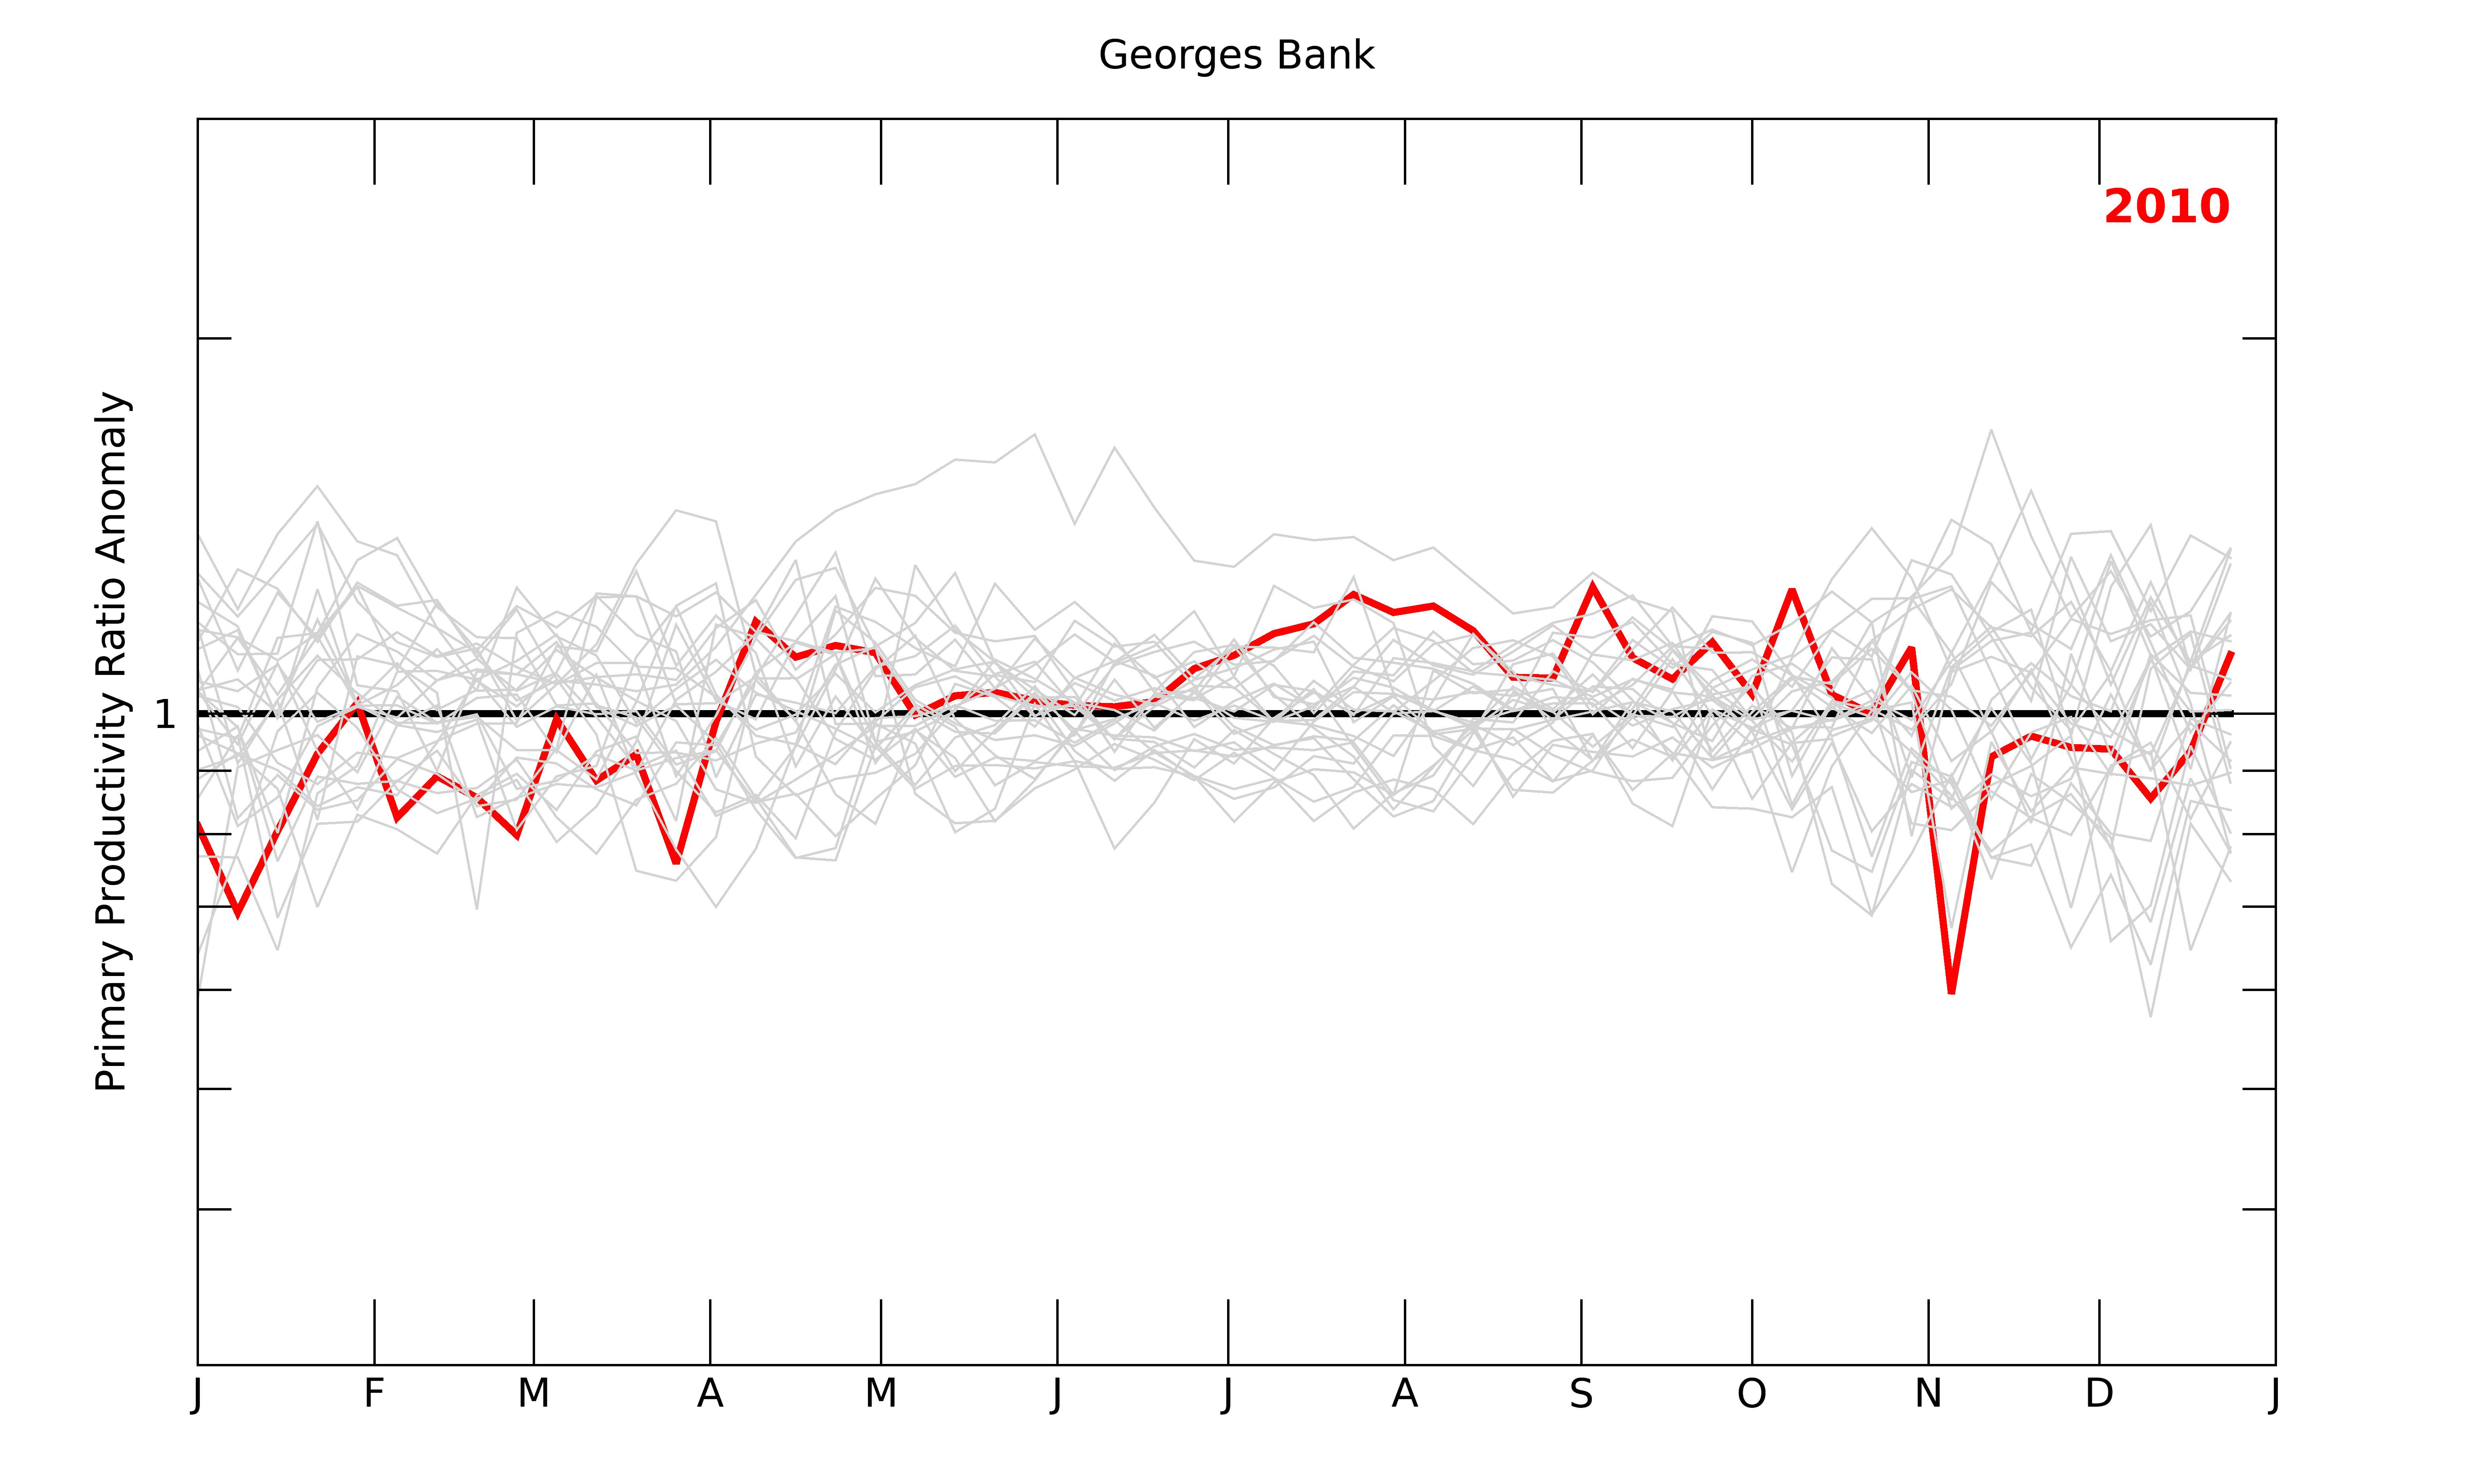 Georges Bank
2010
Primary Productivity Ratio Anomaly
1
J F M A M J J A S O N D J